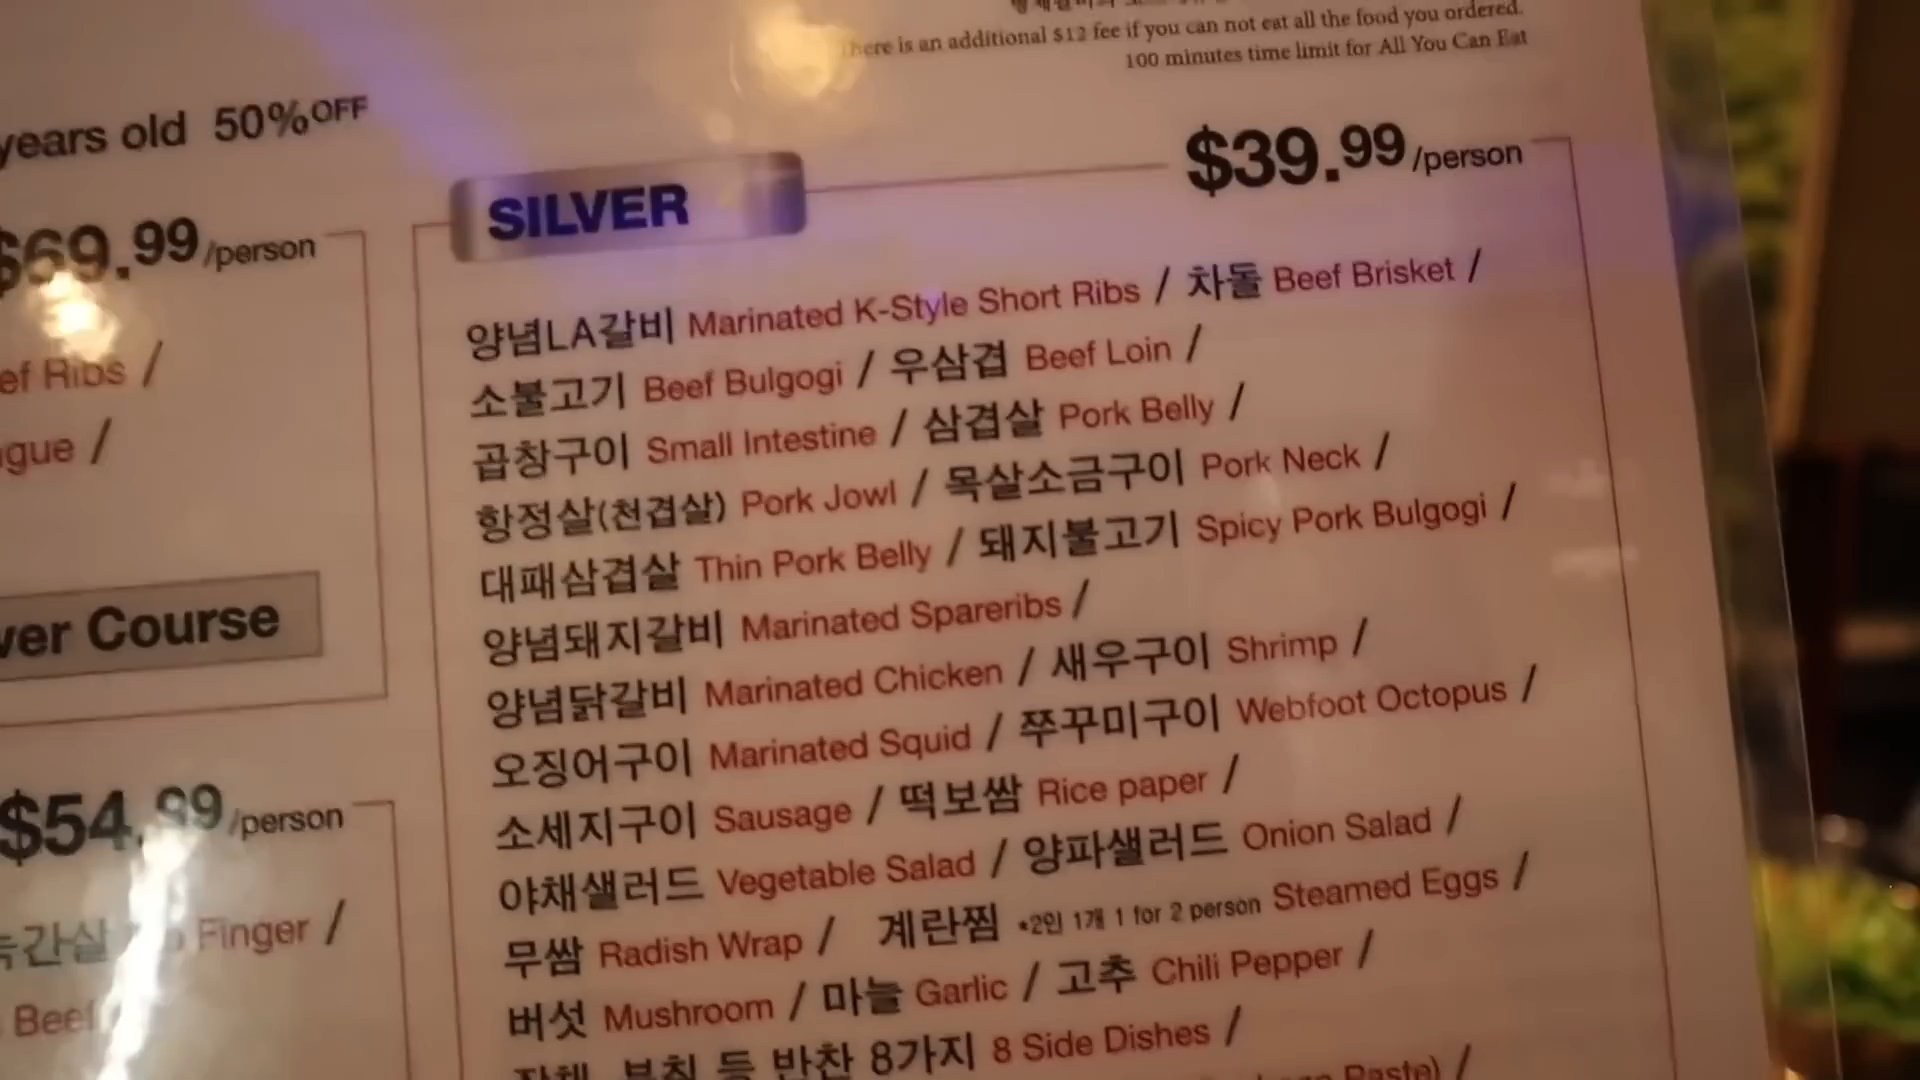 There is an additional $12 fee if you can not eat all the food you ordered.
100 minutes time limit for All You Can Eat
years old 50%OFF
$69.99/person
ef Ribs /
gue /
ver Course
$54.99/person
간살 Finger /
Beef
SILVER $39.99/person
양념LA갈비 Marinated K-Style Short Ribs / 차돌 Beef Brisket /
소불고기 Beef Bulgogi / 우삼겹 Beef Loin /
곱창구이 Small Intestine / 삼겹살 Pork Belly /
항정살(천겹살) Pork Jowl / 목살소금구이 Pork Neck /
대패삼겹살 Thin Pork Belly / 돼지불고기 Spicy Pork Bulgogi /
양념돼지갈비 Marinated Spareribs /
양념닭갈비 Marinated Chicken / 새우구이 Shrimp /
오징어구이 Marinated Squid / 쭈꾸미구이 Webfoot Octopus /
소세지구이 Sausage / 떡보쌈 Rice paper /
야채샐러드 Vegetable Salad / 양파샐러드 Onion Salad /
무쌈 Radish Wrap / 계란찜 *2인 1개 1 for 2 person Steamed Eggs /
버섯 Mushroom / 마늘 Garlic / 고추 Chili Pepper /
등 반찬 8가지 8 Side Dishes /
Paste) /